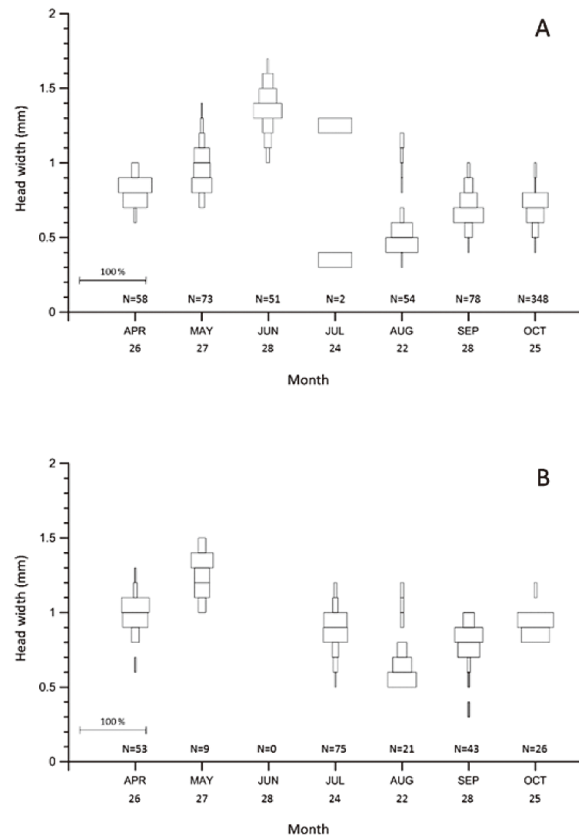 A
2
1.5
1
0.5
0
Head width (mm)
100 %
N=58 N=73 N=51 N=2 N=54 N=78 N=348
APR MAY JUN JUL AUG SEP OCT
26 27 28 24 22 28 25
Month
B
2
1.5
1
0.5
0
Head width (mm)
100 %
N=53 N=9 N=0 N=75 N=21 N=43 N=26
APR MAY JUN JUL AUG SEP OCT
26 27 28 24 22 28 25
Month